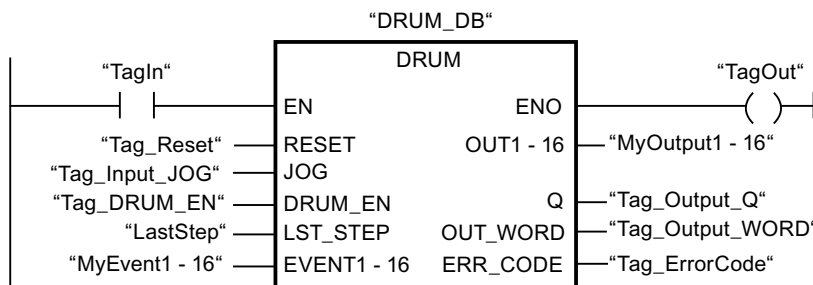 “DRUM_DB“
DRUM
“TagIn“ “TagOut“
EN ENO
“Tag_Reset“ RESET OUT1 - 16 “MyOutput1 - 16“
“Tag_Input_JOG“ JOG
“Tag_DRUM_EN“ DRUM_EN Q “Tag_Output_Q“
“LastStep“ LST_STEP OUT_WORD “Tag_Output_WORD“
“MyEvent1 - 16“ EVENT1 - 16 ERR_CODE “Tag_ErrorCode“